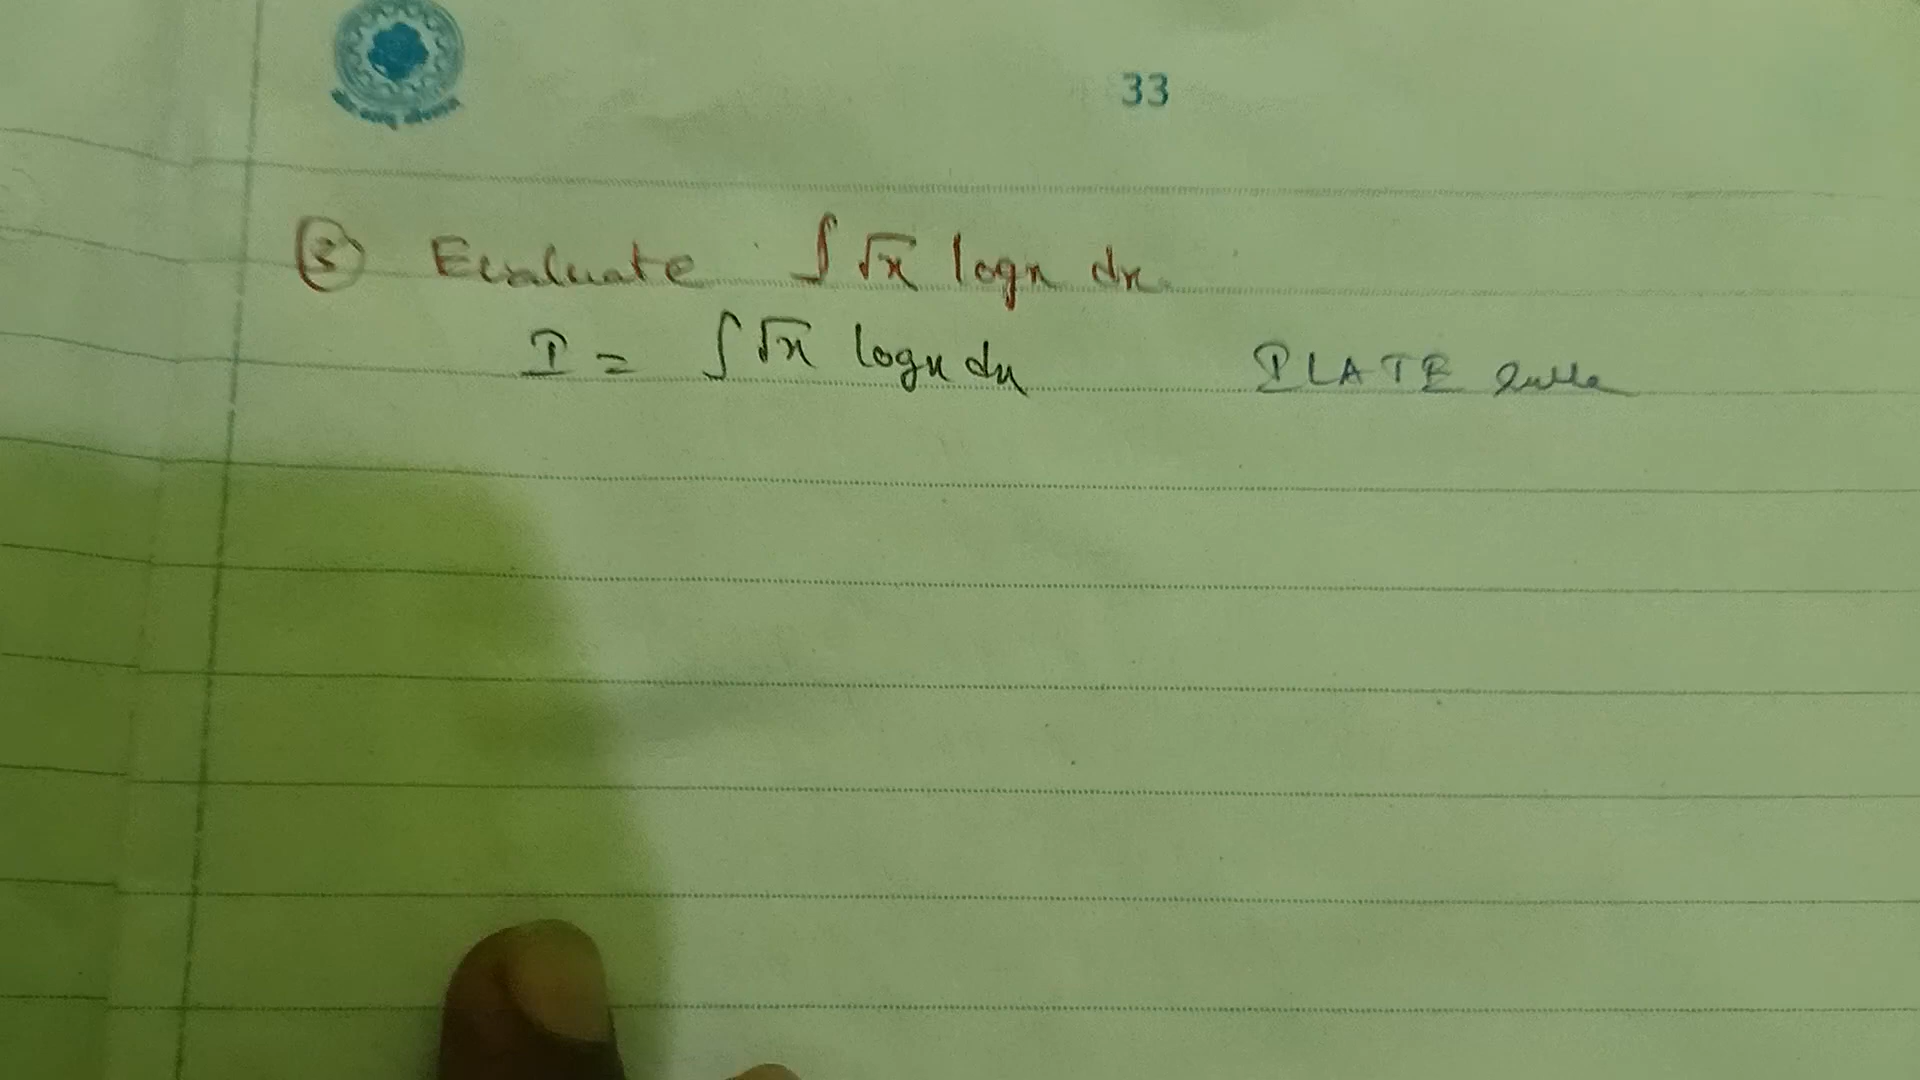 33
③ Evaluate ∫ √x logx dx.
I = ∫ √x logx dx ILATE rule